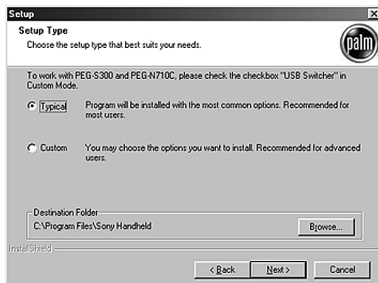 Setup
Setup Type
Choose the setup type that best suits your needs.
palm
To work with PEG-S300 and PEG-N710C, please check the checkbox "USB Switcher" in
Custom Mode.
Typical Program will be installed with the most common options. Recommended for
most users.
Custom You may choose the options you want to install. Recommended for advanced
users.
Destination Folder
C:\Program Files\Sony Handheld
Browse...
InstallShield
< Back Next > Cancel